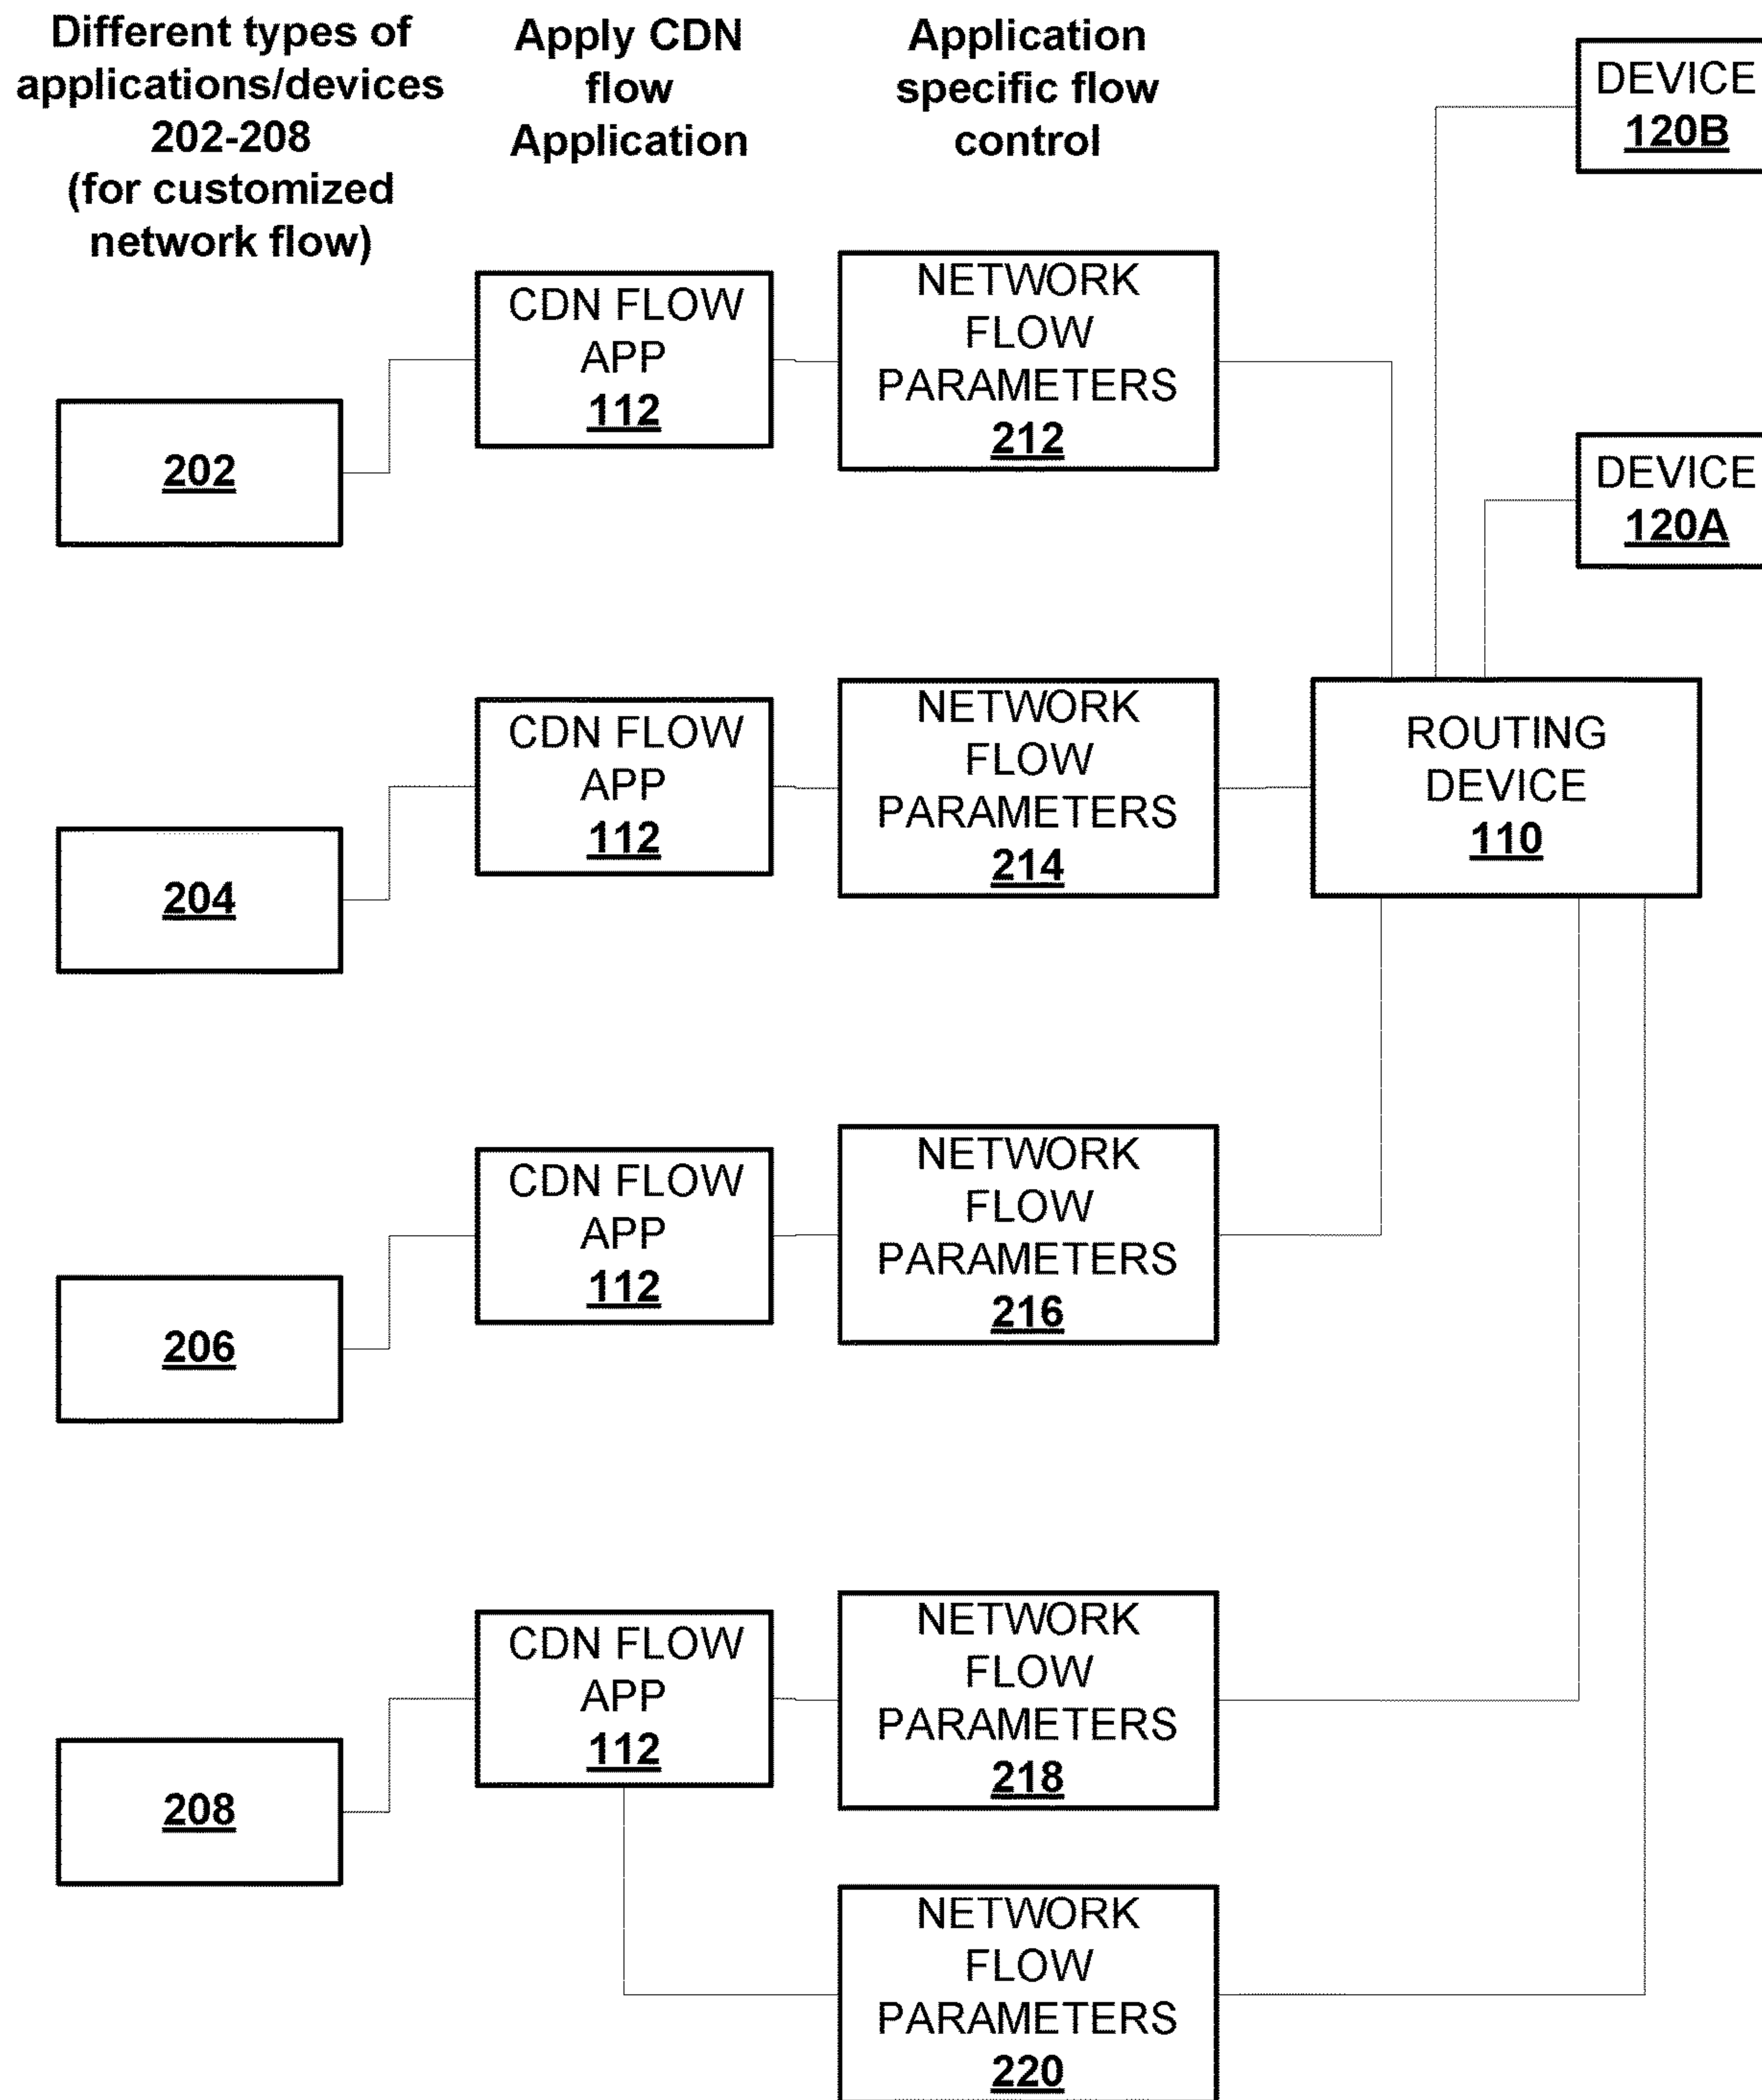 Different types of
applications/devices
202-208
(for customized
network flow)
Apply CDN
flow
Application
Application
specific flow
control
DEVICE
120B
CDN FLOW
APP
112
NETWORK
FLOW
PARAMETERS
212
202
DEVICE
120A
CDN FLOW
APP
112
NETWORK
FLOW
PARAMETERS
214
ROUTING
DEVICE
110
204
CDN FLOW
APP
112
NETWORK
FLOW
PARAMETERS
216
206
CDN FLOW
APP
112
NETWORK
FLOW
PARAMETERS
218
208
NETWORK
FLOW
PARAMETERS
220